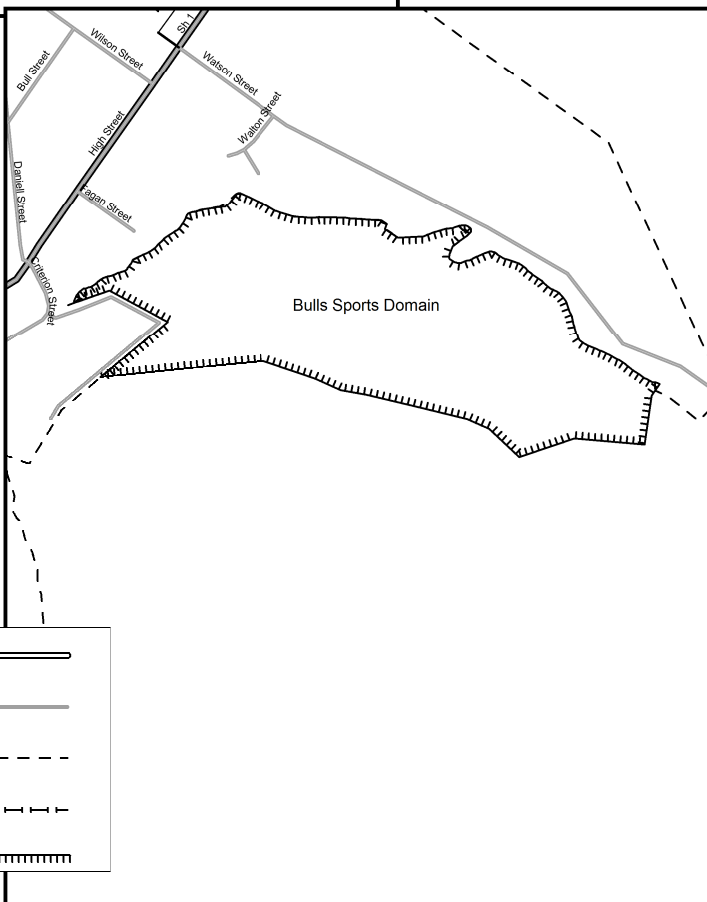 Sh 1
Wilson Street
Watson Street
Bull Street
Walton Street
High Street
Daniell Street
Fagan Street
Criterion Street
Bulls Sports Domain